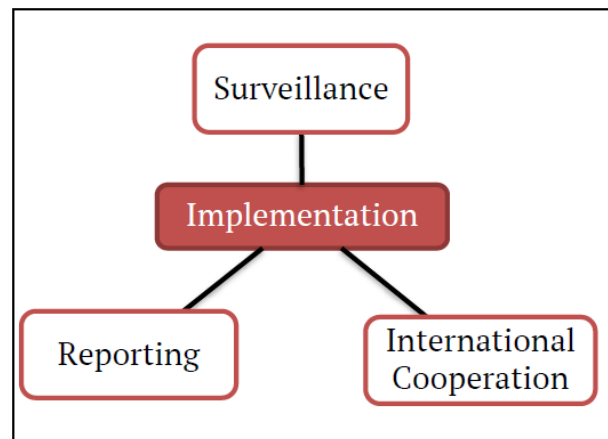 Surveillance
Implementation
Reporting
International
Cooperation